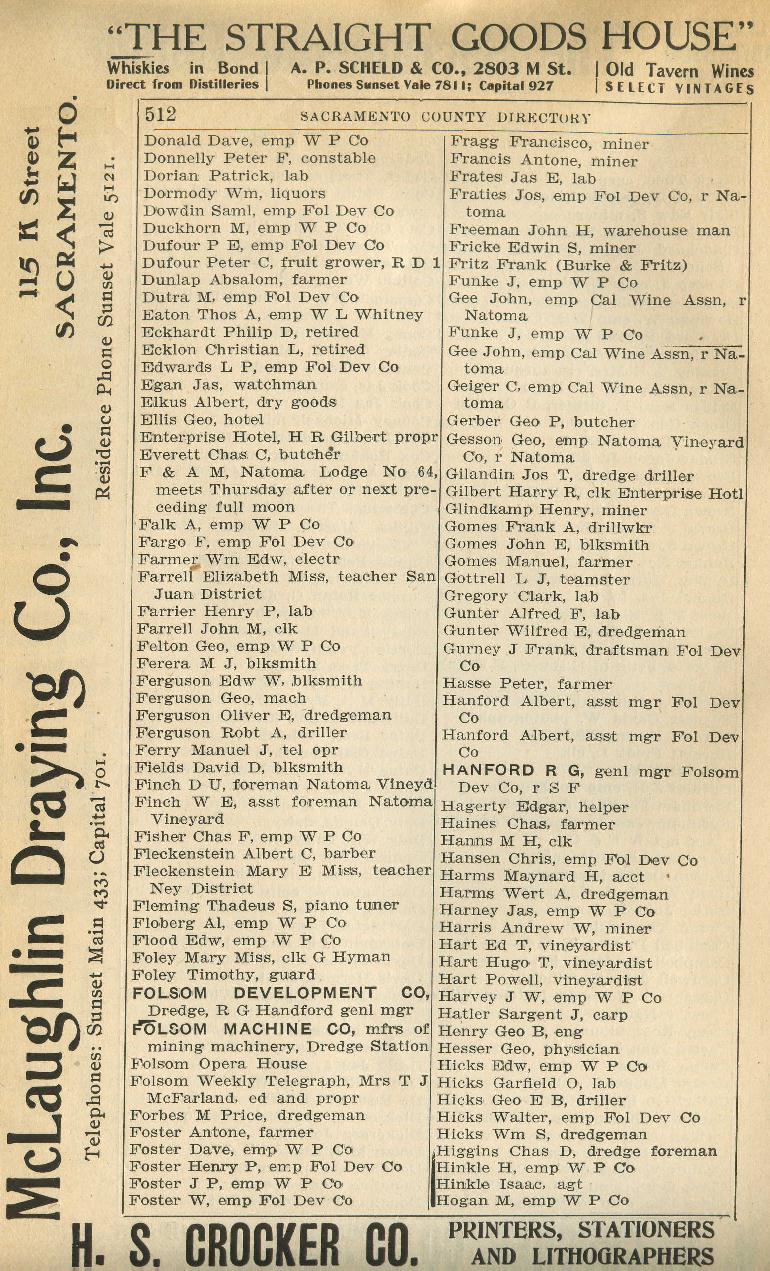 "THE STRAIGHT GOODS HOUSE"
Whiskies in Bond | A. P. SCHELD & CO., 2803 M St. | Old Tavern Wines
Direct from Distilleries | Phones Sunset Vale 7811; Capital 927 | SELECT VINTAGES
McLaughlin Draying Co., Inc.
115 K Street
SACRAMENTO.
Telephones: Sunset Main 433; Capital 701.
Residence Phone Sunset Vale 5121.
512 SACRAMENTO COUNTY DIRECTORY
Donald Dave, emp W P Co
Donnelly Peter F, constable
Dorian Patrick, lab
Dormody Wm, liquors
Dowdin Saml, emp Fol Dev Co
Duckhorn M, emp W P Co
Dufour P E, emp Fol Dev Co
Dufour Peter C, fruit grower, R D 1
Dunlap Absalom, farmer
Dutra M, emp Fol Dev Co
Eaton Thos A, emp W L Whitney
Eckhardt Philip D, retired
Ecklon Christian L, retired
Edwards L P, emp Fol Dev Co
Egan Jas, watchman
Elkus Albert, dry goods
Ellis Geo, hotel
Enterprise Hotel, H R Gilbert propr
Everett Chas C, butcher
F & A M, Natoma Lodge No 64,
meets Thursday after or next pre-
ceding full moon
Falk A, emp W P Co
Fargo F, emp Fol Dev Co
Farmer Wm Edw, electr
Farrell Elizabeth Miss, teacher San
Juan District
Farrier Henry P, lab
Farrell John M, clk
Felton Geo, emp W P Co
Ferera M J, blksmith
Ferguson Edw W, blksmith
Ferguson Geo, mach
Ferguson Oliver E, dredgeman
Ferguson Robt A, driller
Ferry Manuel J, tel opr
Fields David D, blksmith
Finch D U, foreman Natoma Vineyd
Finch W E, asst foreman Natoma
Vineyard
Fisher Chas F, emp W P Co
Fleckenstein Albert C, barber
Fleckenstein Mary E Miss, teacher
Ney District
Fleming Thadeus S, piano tuner
Floberg Al, emp W P Co
Flood Edw, emp W P Co
Foley Mary Miss, clk G Hyman
Foley Timothy, guard
FOLSOM DEVELOPMENT CO,
Dredge, R G Handford genl mgr
FOLSOM MACHINE CO, mfrs of
mining machinery, Dredge Station
Folsom Opera House
Folsom Weekly Telegraph, Mrs T J
McFarland, ed and propr
Forbes M Price, dredgeman
Foster Antone, farmer
Foster Dave, emp W P Co
Foster Henry P, emp Fol Dev Co
Foster J P, emp W P Co
Foster W, emp Fol Dev Co
Fragg Francisco, miner
Francis Antone, miner
Frates Jas E, lab
Fraties Jos, emp Fol Dev Co, r Na-
toma
Freeman John H, warehouse man
Fricke Edwin S, miner
Fritz Frank (Burke & Fritz)
Funke J, emp W P Co
Gee John, emp Cal Wine Assn, r
Natoma
Funke J, emp W P Co
Gee John, emp Cal Wine Assn, r Na-
toma
Geiger C, emp Cal Wine Assn, r Na-
toma
Gerber Geo P, butcher
Gesson Geo, emp Natoma Vineyard
Co, r Natoma
Gilandin Jos T, dredge driller
Gilbert Harry R, clk Enterprise Hotl
Glindkamp Henry, miner
Gomes Frank A, drillwkr
Gomes John E, blksmith
Gomes Manuel, farmer
Gottrell L J, teamster
Gregory Clark, lab
Gunter Alfred F, lab
Gunter Wilfred E, dredgeman
Gurney J Frank, draftsman Fol Dev
Co
Hasse Peter, farmer
Hanford Albert, asst mgr Fol Dev
Co
Hanford Albert, asst mgr Fol Dev
Co
HANFORD R G, genl mgr Folsom
Dev Co, r S F
Hagerty Edgar, helper
Haines Chas, farmer
Hanns M H, clk
Hansen Chris, emp Fol Dev Co
Harms Maynard H, acct
Harms Wert A, dredgeman
Harney Jas, emp W P Co
Harris Andrew W, miner
Hart Ed T, vineyardist
Hart Hugo T, vineyardist
Hart Powell, vineyardist
Harvey J W, emp W P Co
Hatler Sargent J, carp
Henry Geo B, eng
Hesser Geo, physician
Hicks Edw, emp W P Co
Hicks Garfield O, lab
Hicks Geo E B, driller
Hicks Walter, emp Fol Dev Co
Hicks Wm S, dredgeman
Higgins Chas D, dredge foreman
Hinkle H, emp W P Co
Hinkle Isaac, agt
Hogan M, emp W P Co
H. S. CROCKER CO. PRINTERS, STATIONERS
AND LITHOGRAPHERS